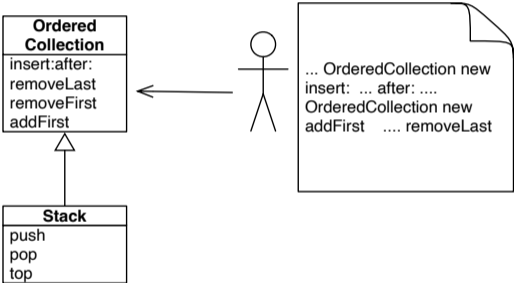 Ordered
Collection
insert:after:
removeLast
removeFirst
addFirst
Stack
push
pop
top
... OrderedCollection new
insert: ... after: ....
OrderedCollection new
addFirst .... removeLast